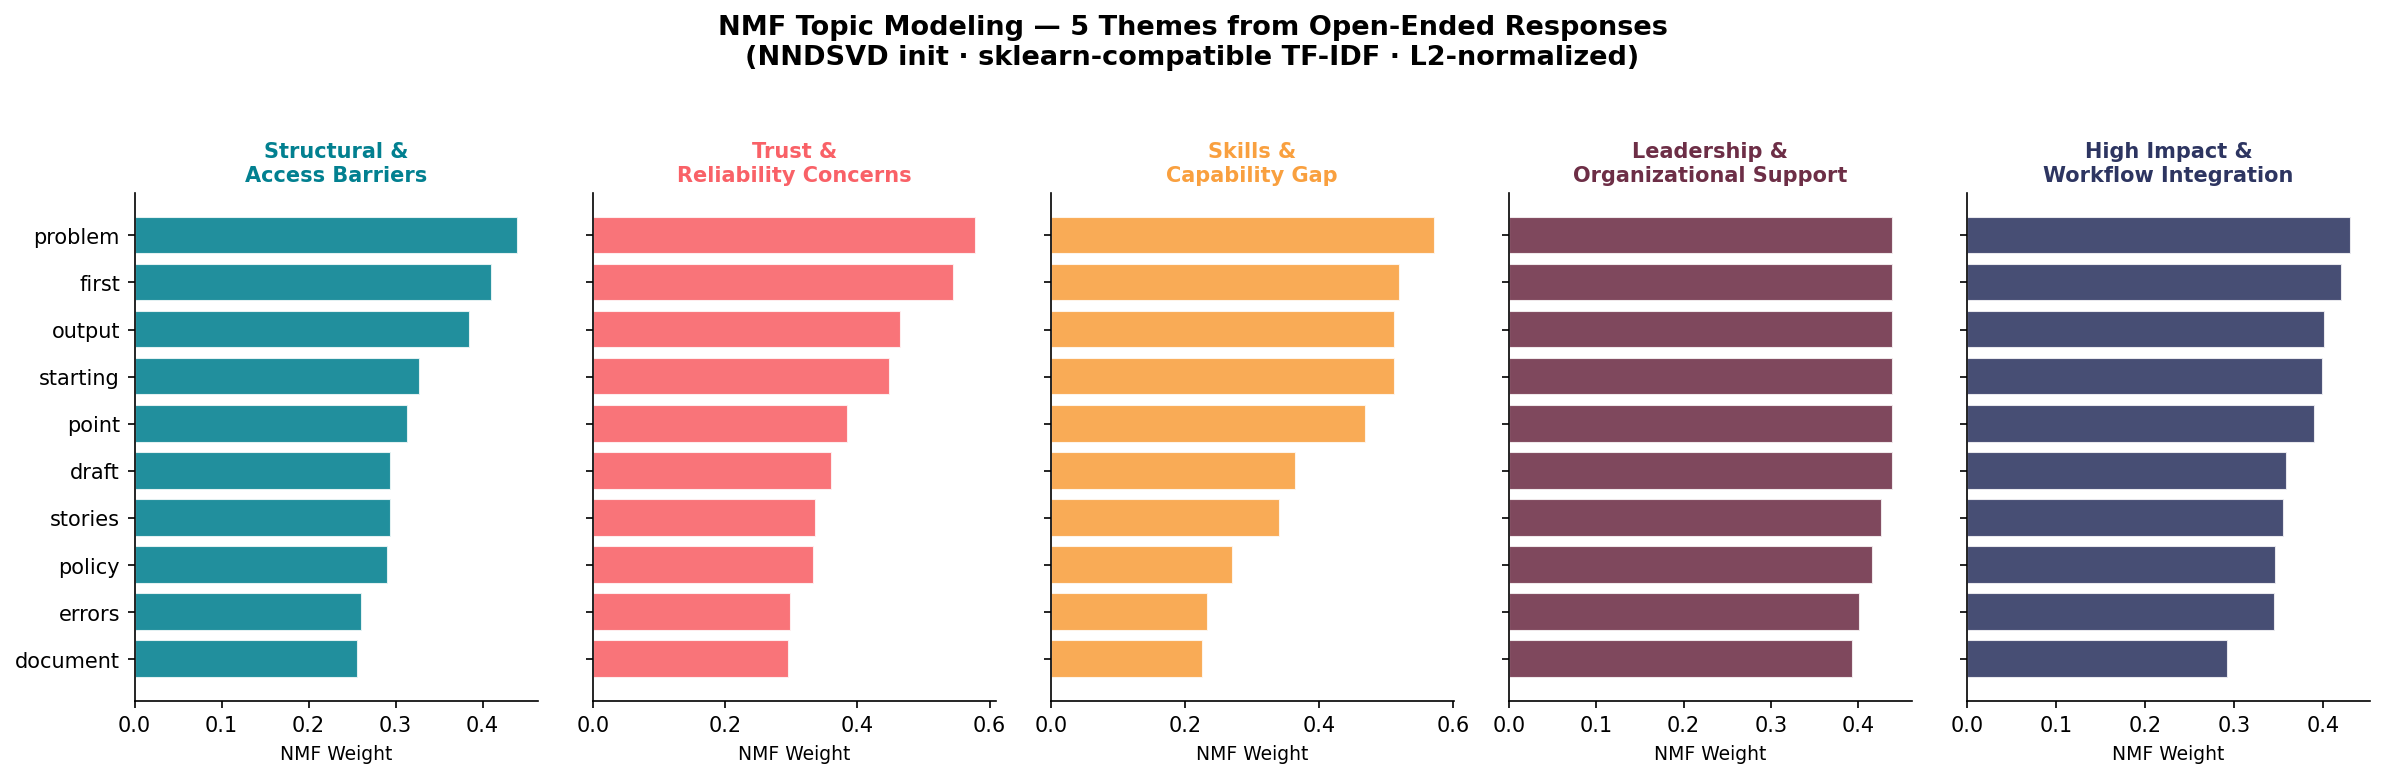 NMF Topic Modeling — 5 Themes from Open-Ended Responses
(NNDSVD init · sklearn-compatible TF-IDF · L2-normalized)
Structural &
Access Barriers
Trust &
Reliability Concerns
Skills &
Capability Gap
Leadership &
Organizational Support
High Impact &
Workflow Integration
problem
first
output
starting
point
draft
stories
policy
errors
document
0.0 0.1 0.2 0.3 0.4
NMF Weight
0.0 0.2 0.4 0.6
NMF Weight
0.0 0.2 0.4 0.6
NMF Weight
0.0 0.1 0.2 0.3 0.4
NMF Weight
0.0 0.1 0.2 0.3 0.4
NMF Weight